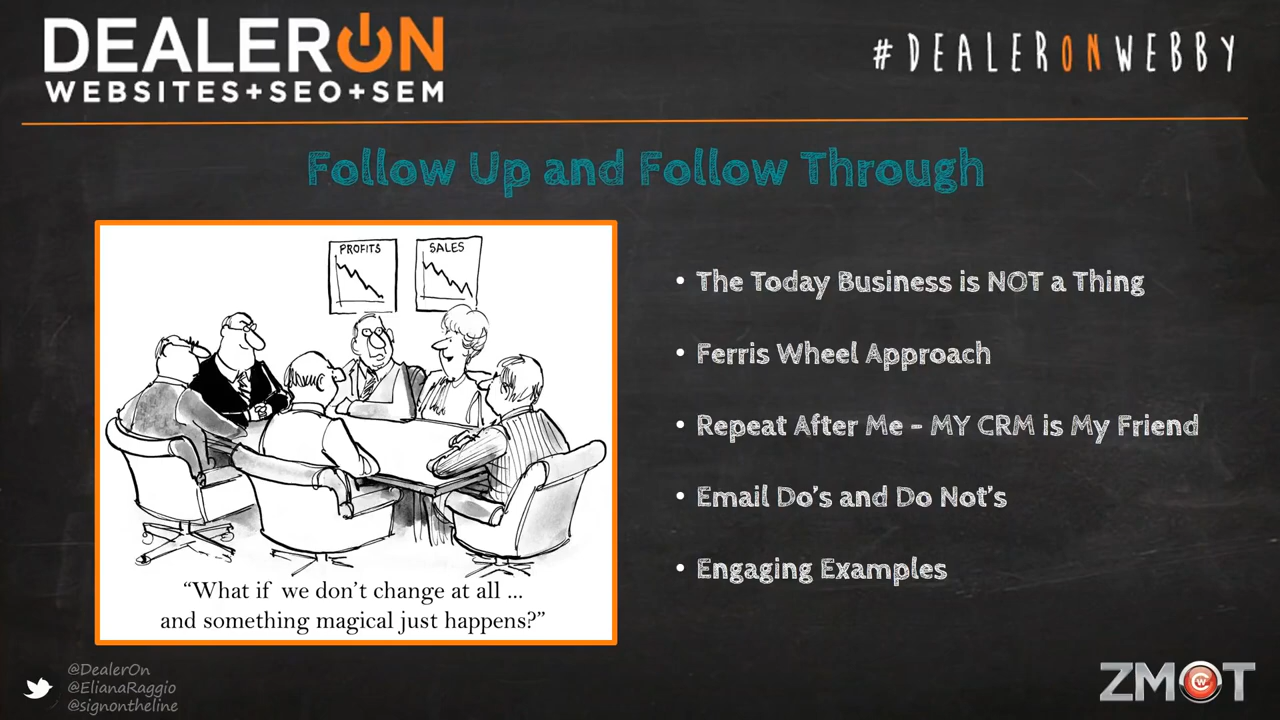 DEALERON
WEBSITES+SEO+SEM
#DEALERONWEBBY
Follow Up and Follow Through
PROFITS
SALES
“What if we don’t change at all ...
and something magical just happens?”
• The Today Business is NOT a Thing
• Ferris Wheel Approach
• Repeat After Me - MY CRM is My Friend
• Email Do’s and Do Not’s
• Engaging Examples
@DealerOn
@ElianaRaggio
@signontheline
ZMOT